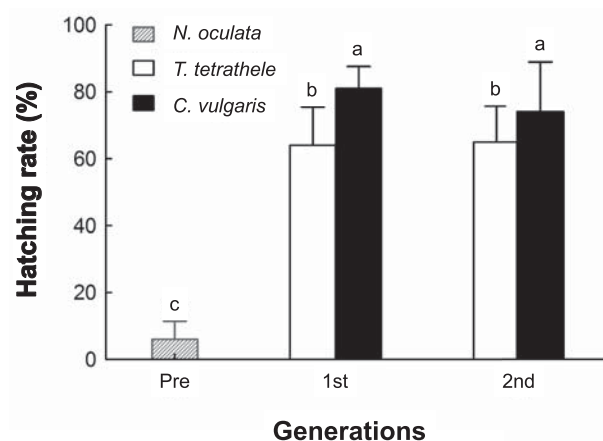 100
80
60
40
20
0
Hatching rate (%)
N. oculata
T. tetrathele
C. vulgaris
c
b
a
b
a
Pre
1st
2nd
Generations